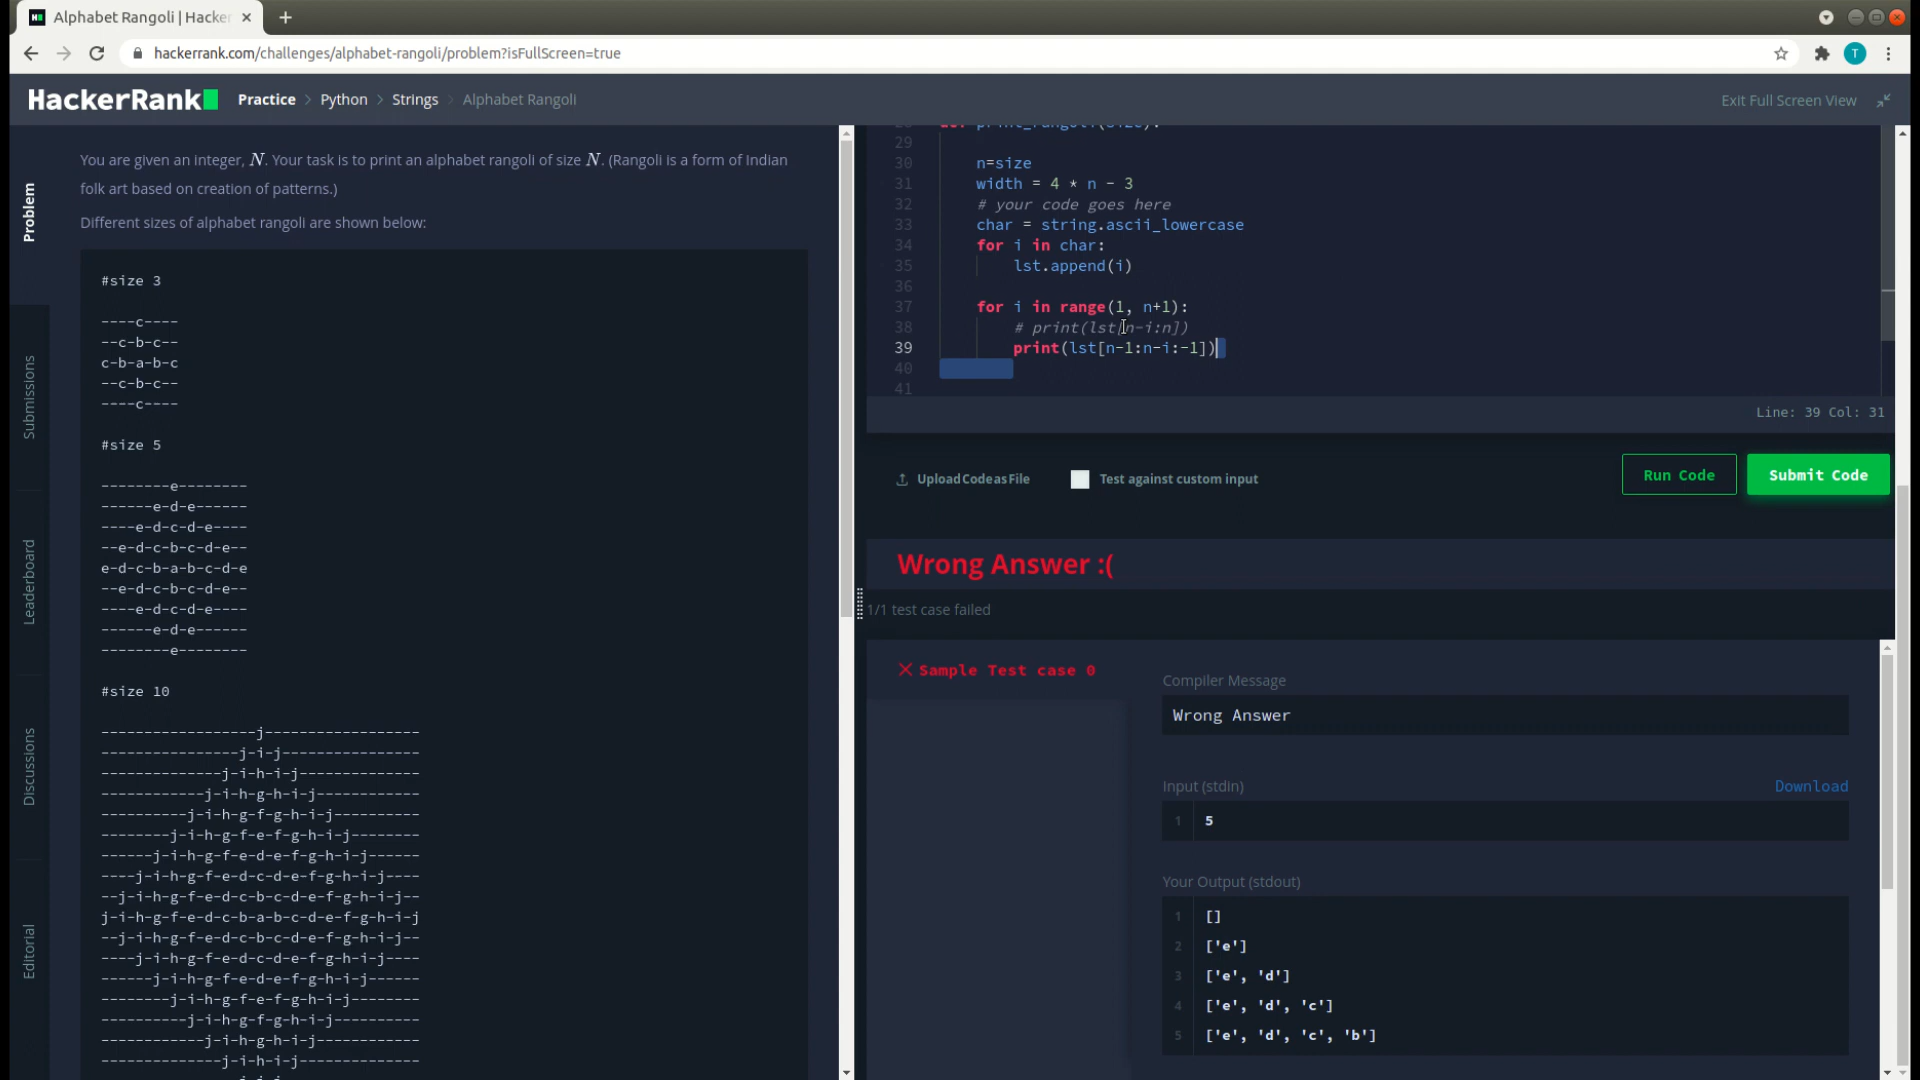 Alphabet Rangoli | Hacker
hackerrank.com/challenges/alphabet-rangoli/problem?isFullScreen=true
T
HackerRank
Practice > Python > Strings > Alphabet Rangoli
Exit Full Screen View
Problem
Submissions
Leaderboard
Discussions
Editorial
You are given an integer, N. Your task is to print an alphabet rangoli of size N. (Rangoli is a form of Indian
folk art based on creation of patterns.)
Different sizes of alphabet rangoli are shown below:
#size 3
----c----
--c-b-c--
c-b-a-b-c
--c-b-c--
----c----
#size 5
--------e--------
------e-d-e------
----e-d-c-d-e----
--e-d-c-b-c-d-e--
e-d-c-b-a-b-c-d-e
--e-d-c-b-c-d-e--
----e-d-c-d-e----
------e-d-e------
--------e--------
#size 10
------------------j------------------
----------------j-i-j----------------
--------------j-i-h-i-j--------------
------------j-i-h-g-h-i-j------------
----------j-i-h-g-f-g-h-i-j----------
--------j-i-h-g-f-e-f-g-h-i-j--------
------j-i-h-g-f-e-d-e-f-g-h-i-j------
----j-i-h-g-f-e-d-c-d-e-f-g-h-i-j----
--j-i-h-g-f-e-d-c-b-c-d-e-f-g-h-i-j--
j-i-h-g-f-e-d-c-b-a-b-c-d-e-f-g-h-i-j
--j-i-h-g-f-e-d-c-b-c-d-e-f-g-h-i-j--
----j-i-h-g-f-e-d-c-d-e-f-g-h-i-j----
------j-i-h-g-f-e-d-e-f-g-h-i-j------
--------j-i-h-g-f-e-f-g-h-i-j--------
----------j-i-h-g-f-g-h-i-j----------
------------j-i-h-g-h-i-j------------
--------------j-i-h-i-j--------------
28 def print_rangoli(size):
29
30 n=size
31 width = 4 * n - 3
32 # your code goes here
33 char = string.ascii_lowercase
34 for i in char:
35 lst.append(i)
36
37 for i in range(1, n+1):
38 # print(lst[n-i:n])
39 print(lst[n-1:n-i:-1])
40
41
Line: 39 Col: 31
Upload Code as File
Test against custom input
Run Code
Submit Code
Wrong Answer :(
1/1 test case failed
Sample Test case 0
Compiler Message
Wrong Answer
Input (stdin)
Download
1 5
Your Output (stdout)
1 []
2 ['e']
3 ['e', 'd']
4 ['e', 'd', 'c']
5 ['e', 'd', 'c', 'b']